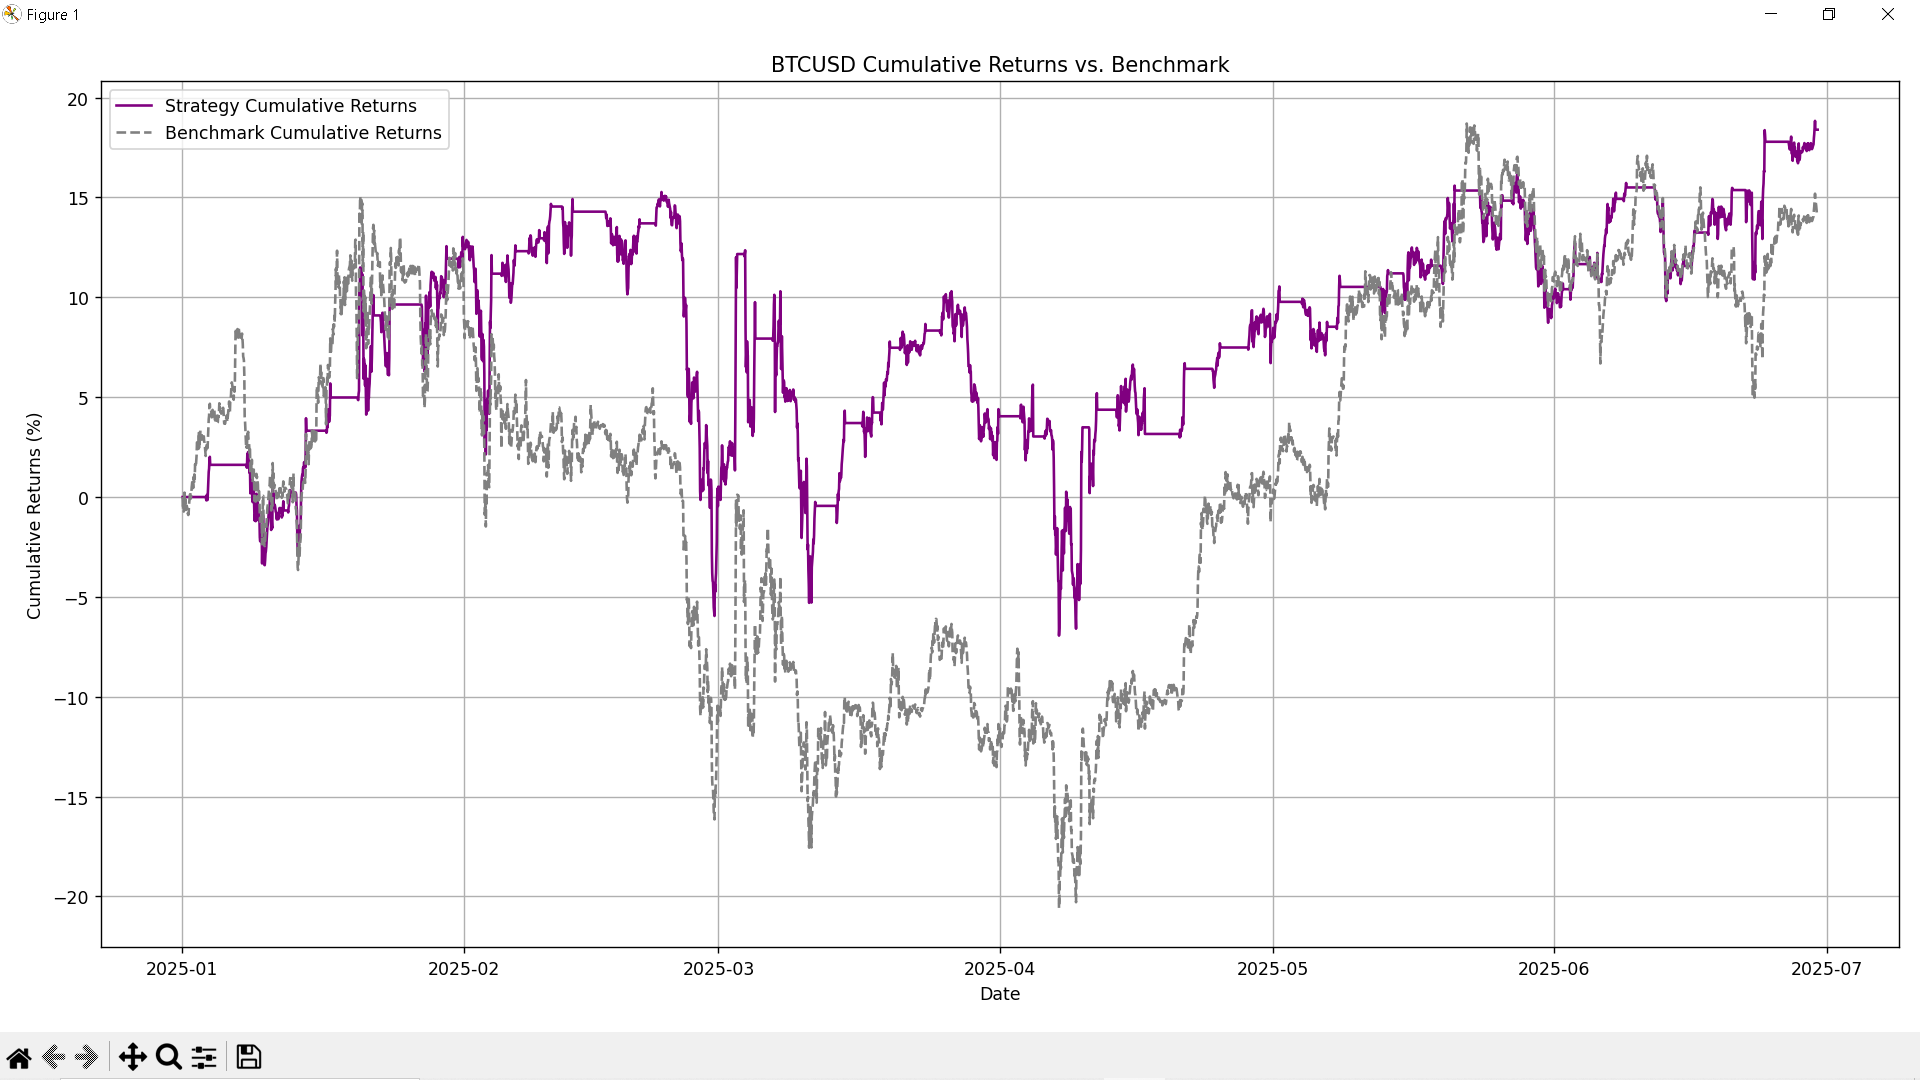 Figure 1
BTCUSD Cumulative Returns vs. Benchmark
Strategy Cumulative Returns
Benchmark Cumulative Returns
Cumulative Returns (%)
20
15
10
5
0
−5
−10
−15
−20
2025-01 2025-02 2025-03 2025-04 2025-05 2025-06 2025-07
Date